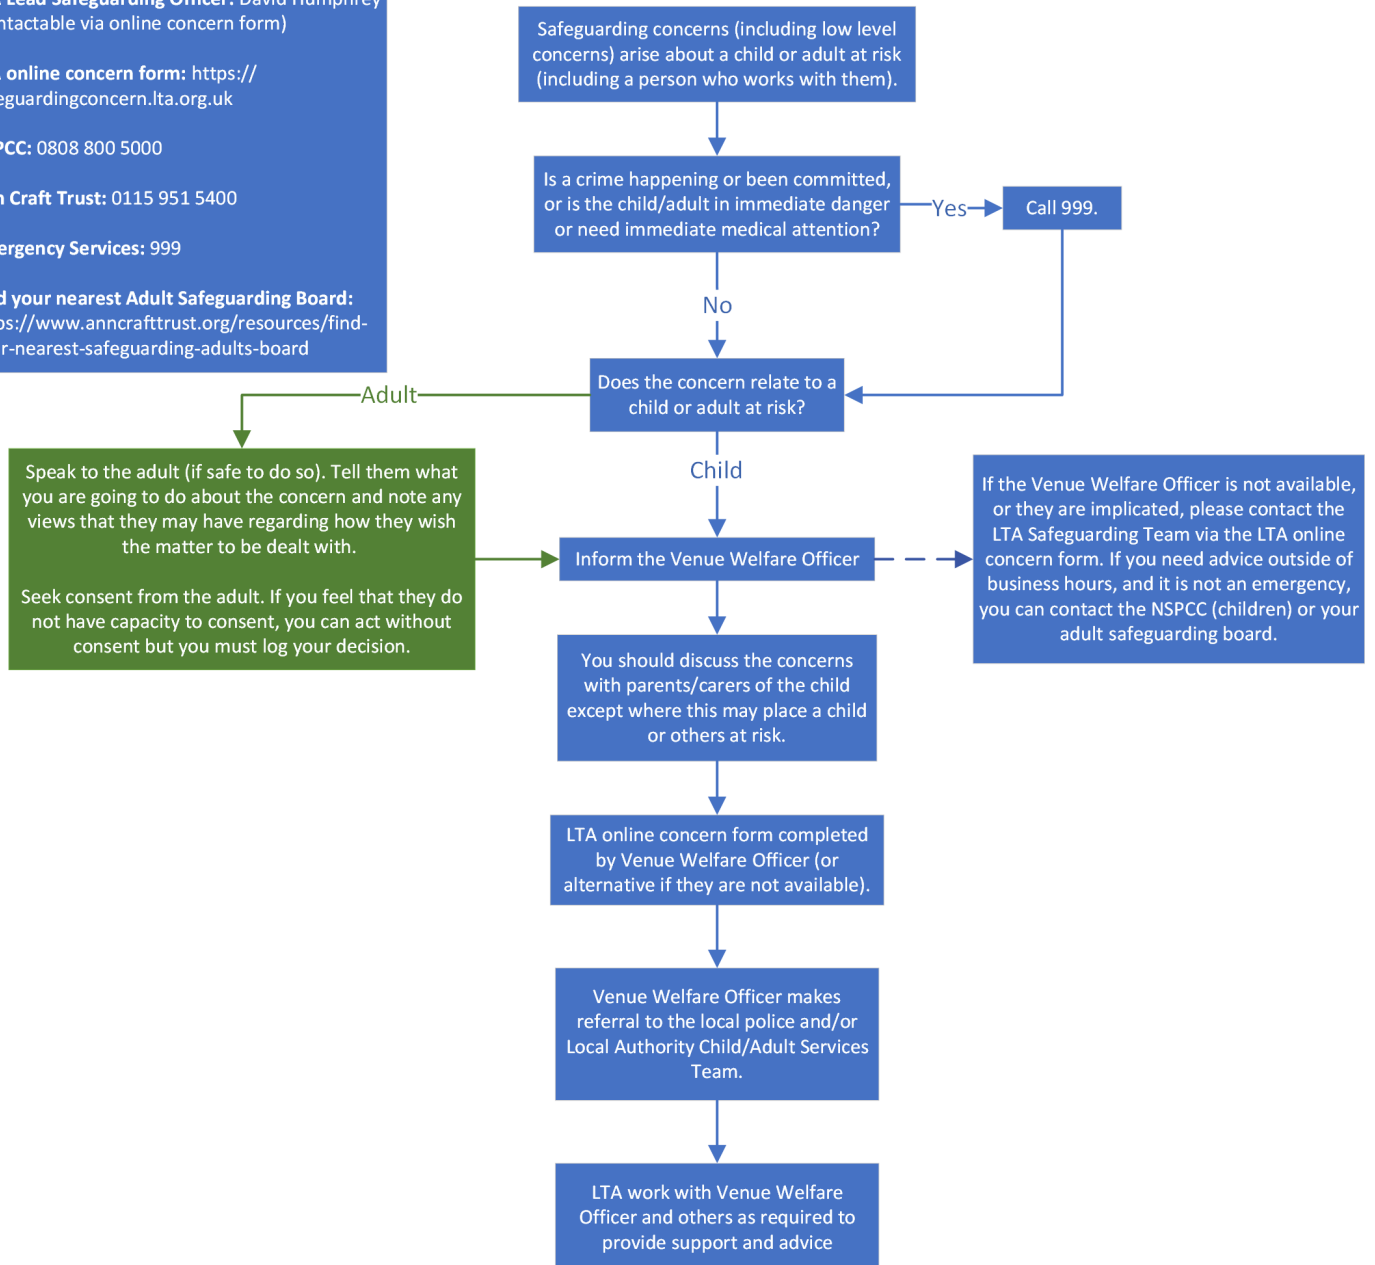 Lead Safeguarding Officer: David Humphrey
ntactable via online concern form)
online concern form: https://
eguardingconcern.lta.org.uk
PCC: 0808 800 5000
n Craft Trust: 0115 951 5400
ergency Services: 999
d your nearest Adult Safeguarding Board:
ps://www.anncrafttrust.org/resources/find-
r-nearest-safeguarding-adults-board
Safeguarding concerns (including low level
concerns) arise about a child or adult at risk
(including a person who works with them).
Is a crime happening or been committed,
or is the child/adult in immediate danger
or need immediate medical attention?
Yes
Call 999.
No
Does the concern relate to a
child or adult at risk?
Adult
Child
Speak to the adult (if safe to do so). Tell them what
you are going to do about the concern and note any
views that they may have regarding how they wish
the matter to be dealt with.
Seek consent from the adult. If you feel that they do
not have capacity to consent, you can act without
consent but you must log your decision.
Inform the Venue Welfare Officer
If the Venue Welfare Officer is not available,
or they are implicated, please contact the
LTA Safeguarding Team via the LTA online
concern form. If you need advice outside of
business hours, and it is not an emergency,
you can contact the NSPCC (children) or your
adult safeguarding board.
You should discuss the concerns
with parents/carers of the child
except where this may place a child
or others at risk.
LTA online concern form completed
by Venue Welfare Officer (or
alternative if they are not available).
Venue Welfare Officer makes
referral to the local police and/or
Local Authority Child/Adult Services
Team.
LTA work with Venue Welfare
Officer and others as required to
provide support and advice